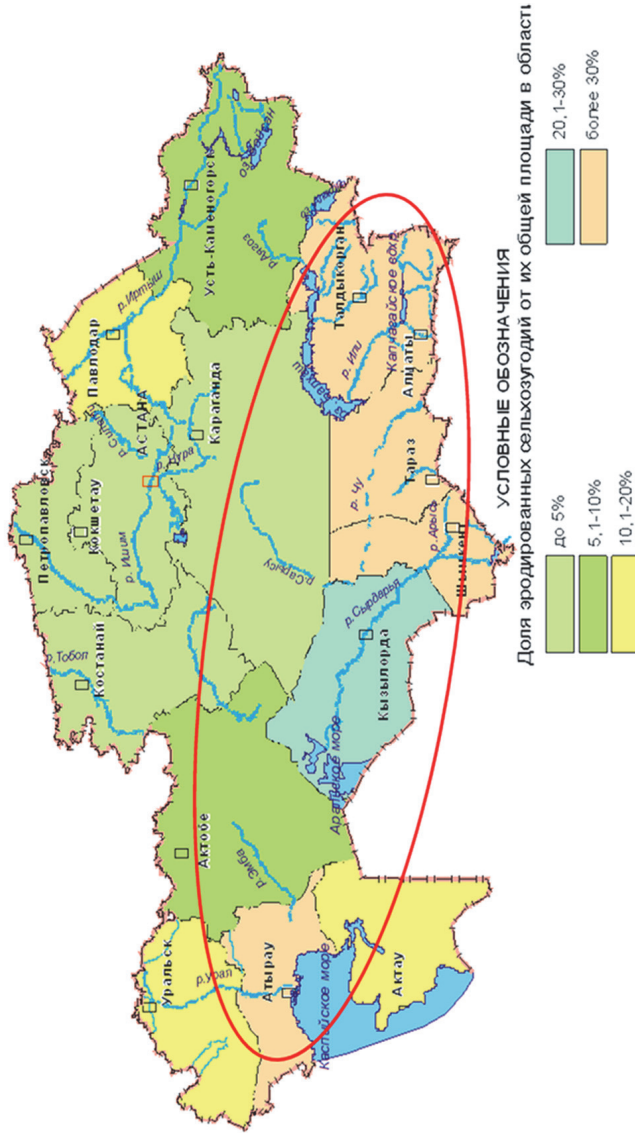 Петропавловск
Костанай
р. Тобол
Кокшетау
р. Ишим
АСТАНА
р. Нура
Павлодар
р. Иртыш
Караганда
Усть-Каменогорск
р. Аягоз
Уральск
р. Урал
Актобе
р. Эмба
Атырау
Каспийское море
Актау
Аральское море
Кызылорда
р. Сырдарья
р. Сарысу
р. Чу
Тараз
р. Арысь
Шымкент
р. Или
Талдыкорган
Капчагайское вдхр.
Алматы
УСЛОВНЫЕ ОБОЗНАЧЕНИЯ
Доля эродированных сельхозугодий от их общей площади в област
до 5%
5,1-10%
10,1-20%
20,1-30%
более 30%